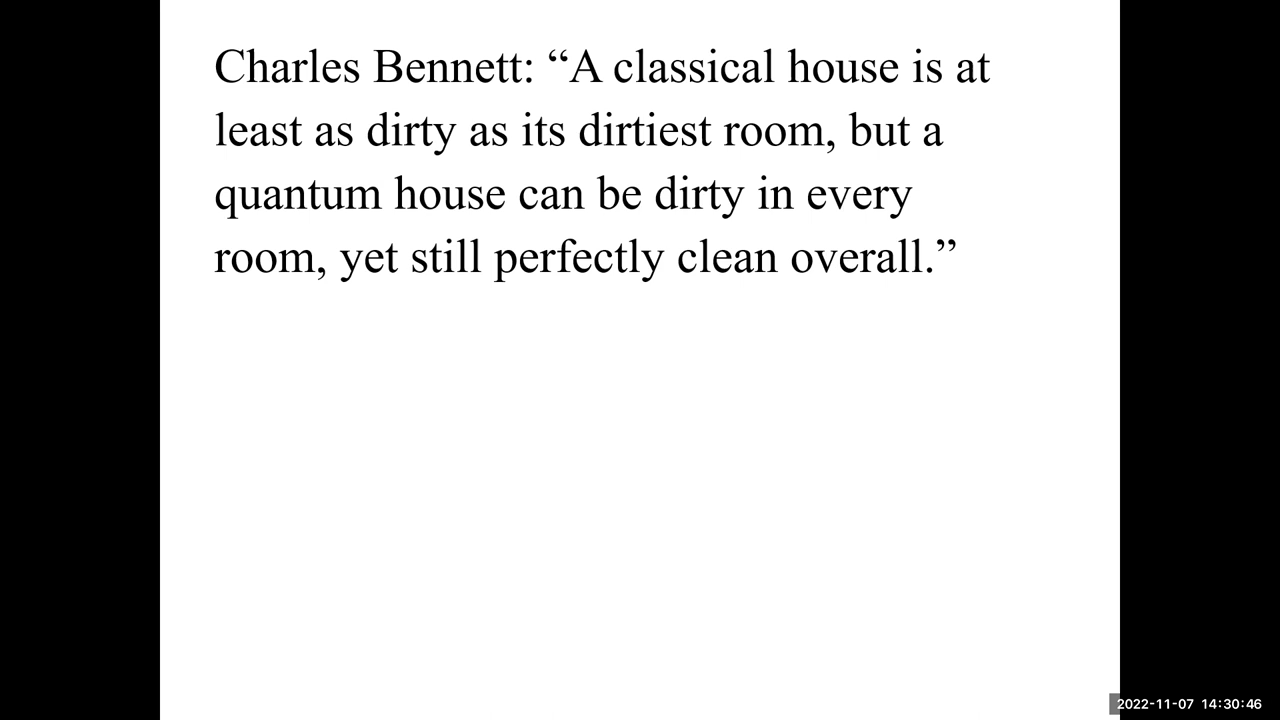 Charles Bennett: “A classical house is at
least as dirty as its dirtiest room, but a
quantum house can be dirty in every
room, yet still perfectly clean overall.”
2022-11-07 14:30:46